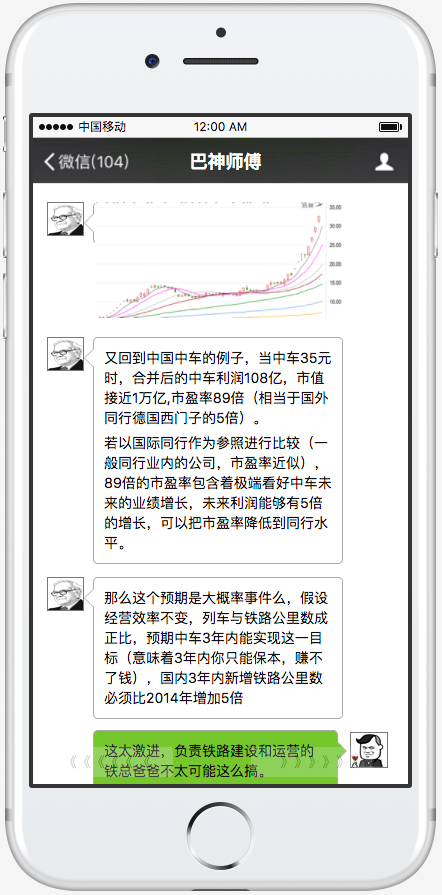 中国移动
12:00 AM
微信(104)
巴神师傅
35.00
35.00
30.00
25.00
20.00
15.00
10.00
又回到中国中车的例子，当中车35元
时，合并后的中车利润108亿，市值
接近1万亿,市盈率89倍（相当于国外
同行德国西门子的5倍）。
若以国际同行作为参照进行比较（一
般同行业内的公司，市盈率近似），
89倍的市盈率包含着极端看好中车未
来的业绩增长，未来利润能够有5倍
的增长，可以把市盈率降低到同行水
平。
那么这个预期是大概率事件么，假设
经营效率不变，列车与铁路公里数成
正比，预期中车3年内能实现这一目
标（意味着3年内你只能保本，赚不
了钱），国内3年内新增铁路公里数
必须比2014年增加5倍
这太激进，负责铁路建设和运营的
铁总爸爸不太可能这么搞。